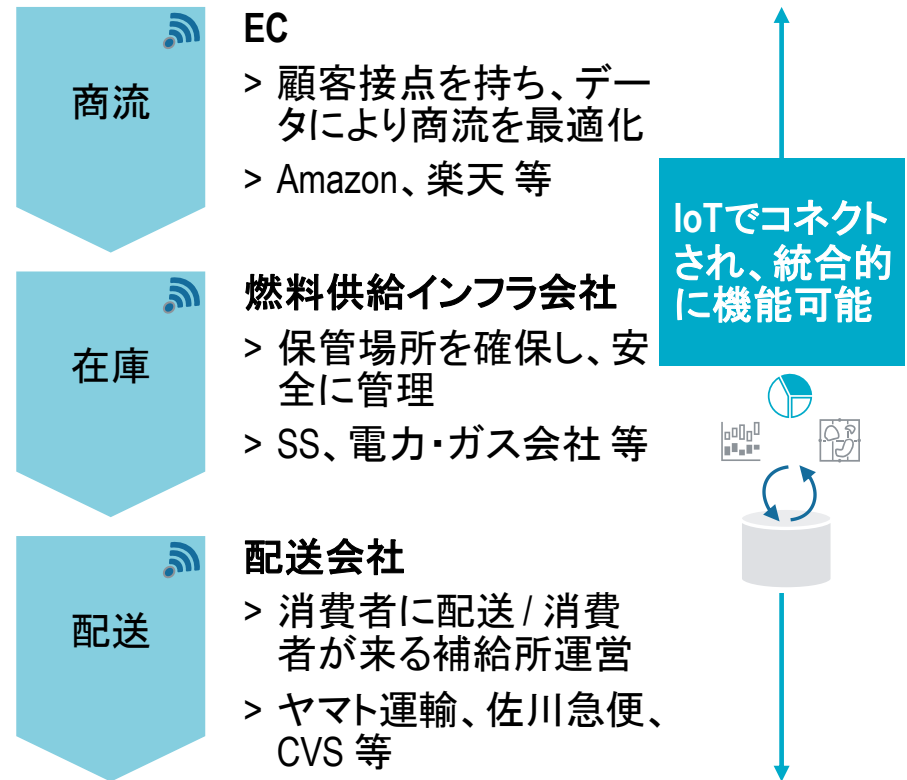 商流
EC
> 顧客接点を持ち、デー
タにより商流を最適化
> Amazon、楽天 等
IoTでコネクト
され、統合的
に機能可能
在庫
燃料供給インフラ会社
> 保管場所を確保し、安
全に管理
> SS、電力・ガス会社 等
配送
配送会社
> 消費者に配送 / 消費
者が来る補給所運営
> ヤマト運輸、佐川急便、
CVS 等